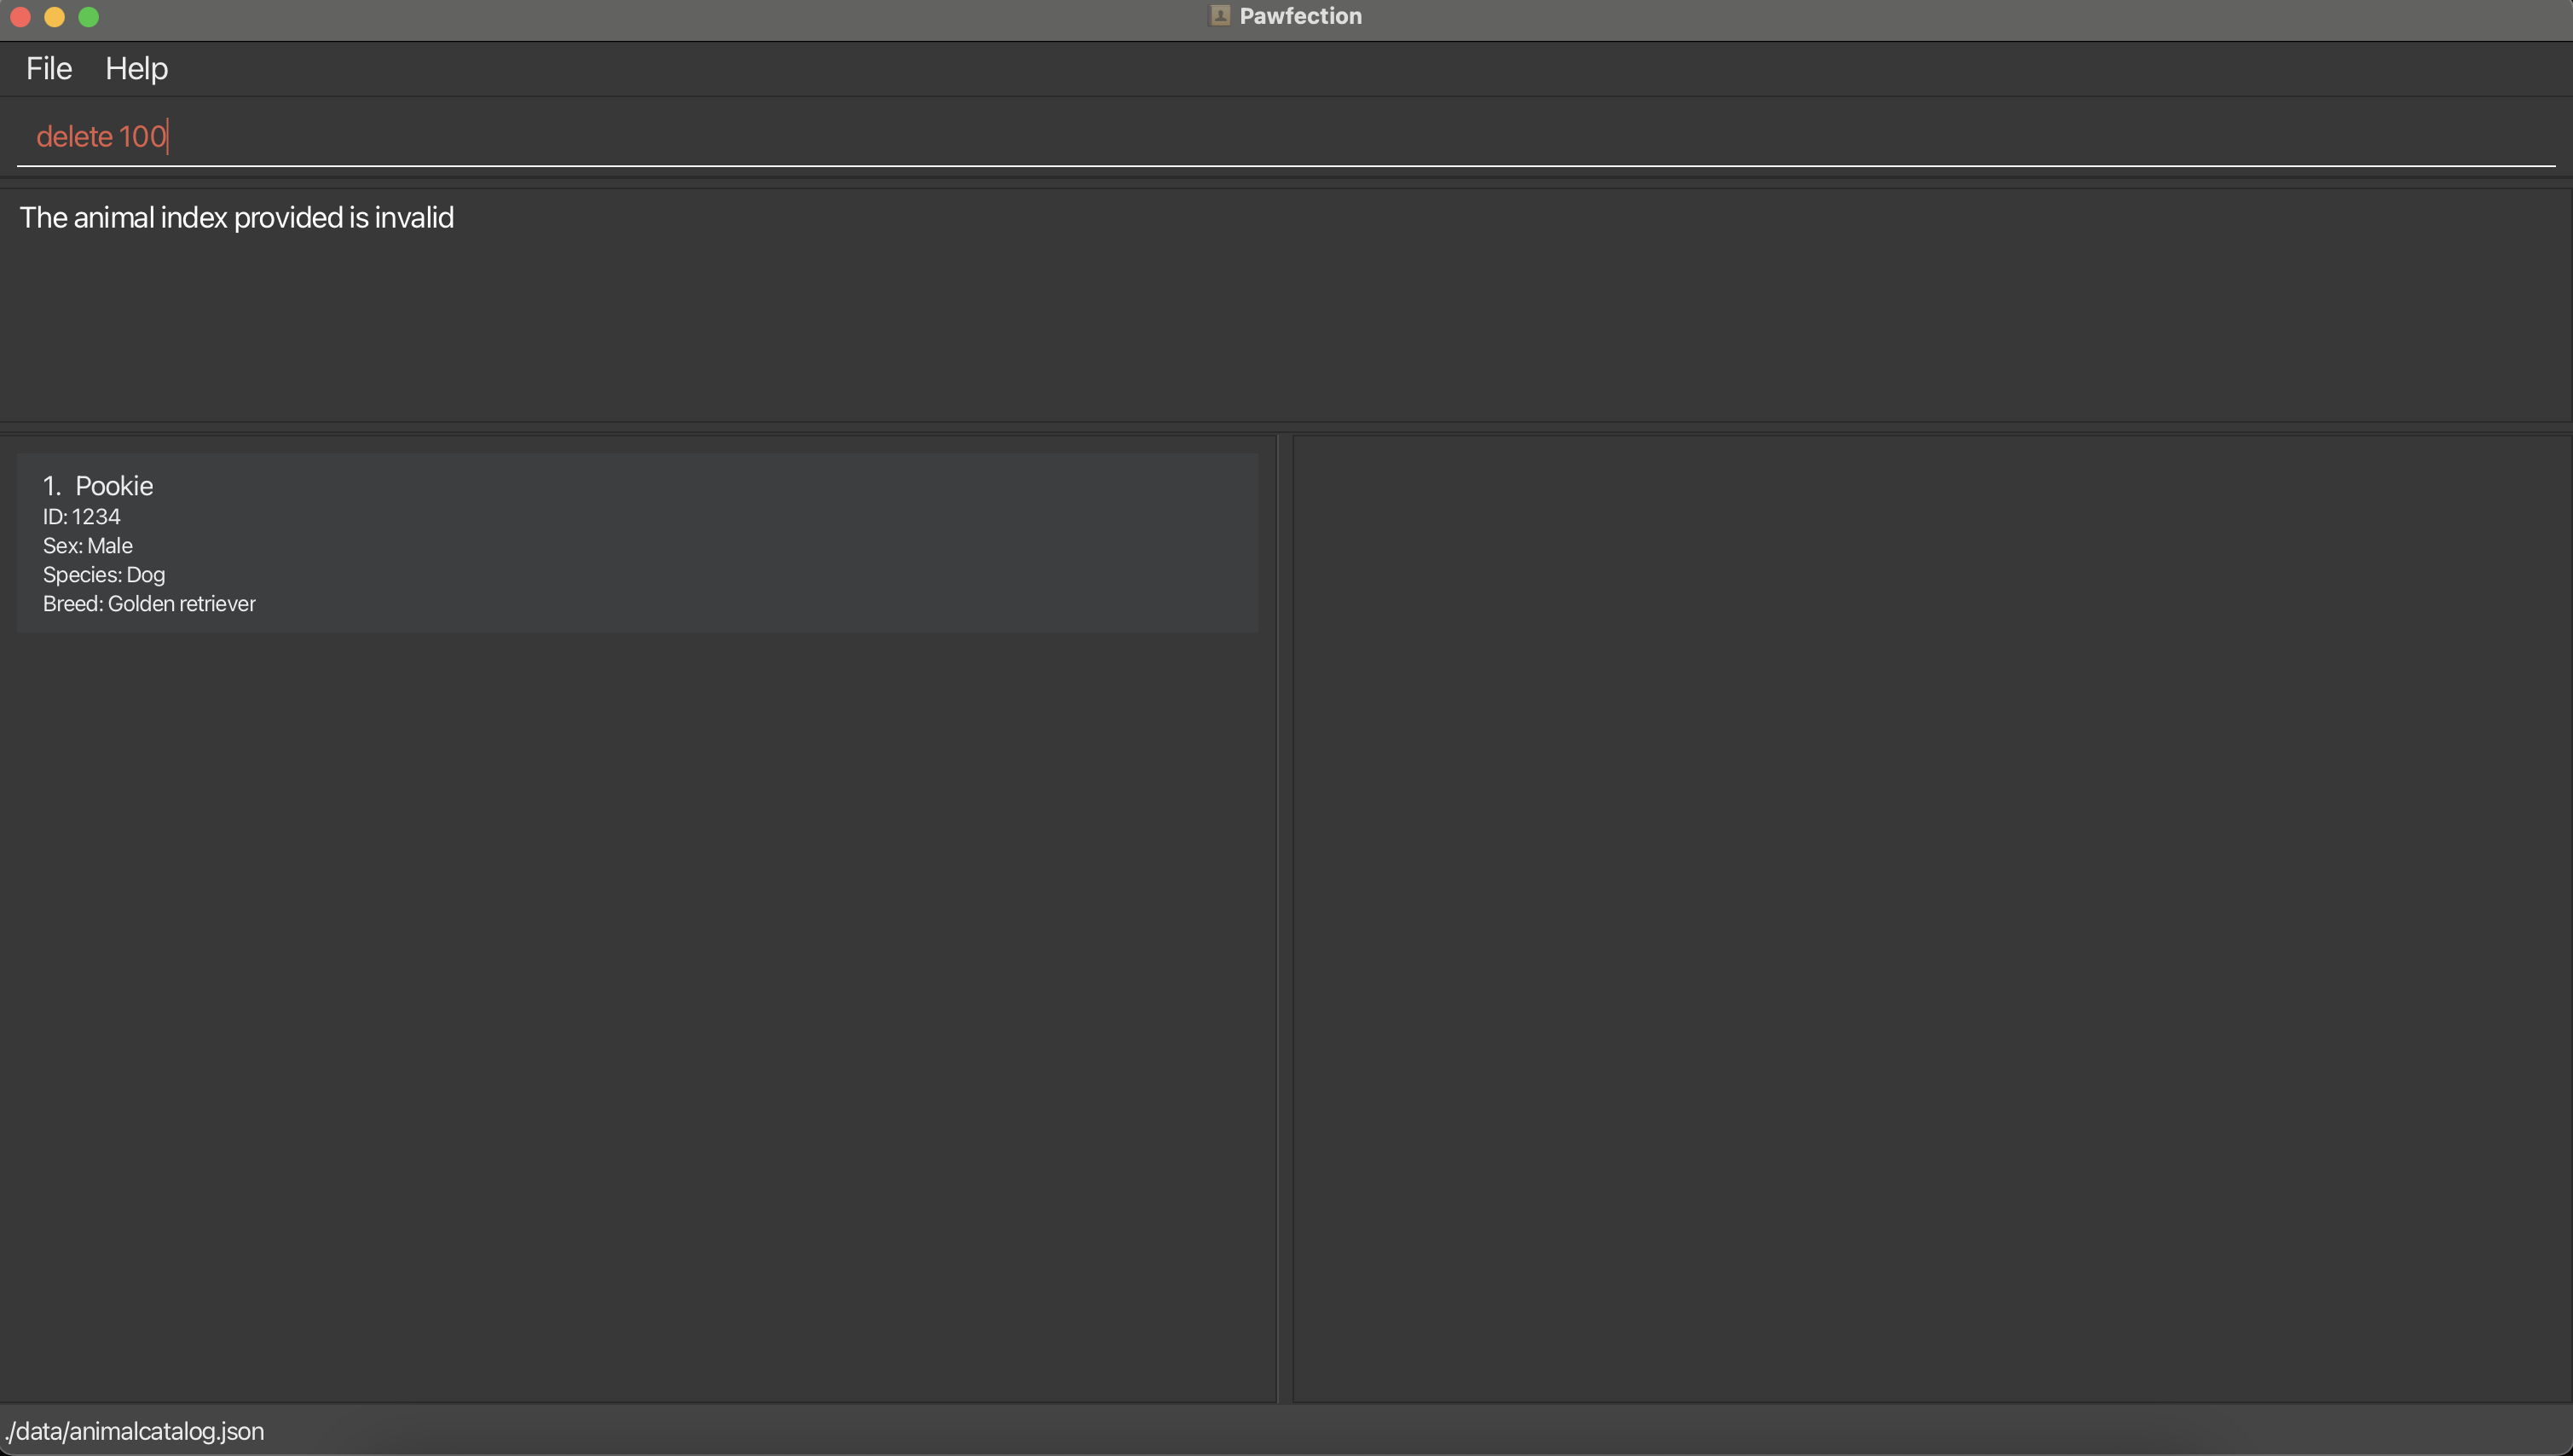 Pawfection
File Help
delete 100
The animal index provided is invalid
1. Pookie
ID: 1234
Sex: Male
Species: Dog
Breed: Golden retriever
./data/animalcatalog.json